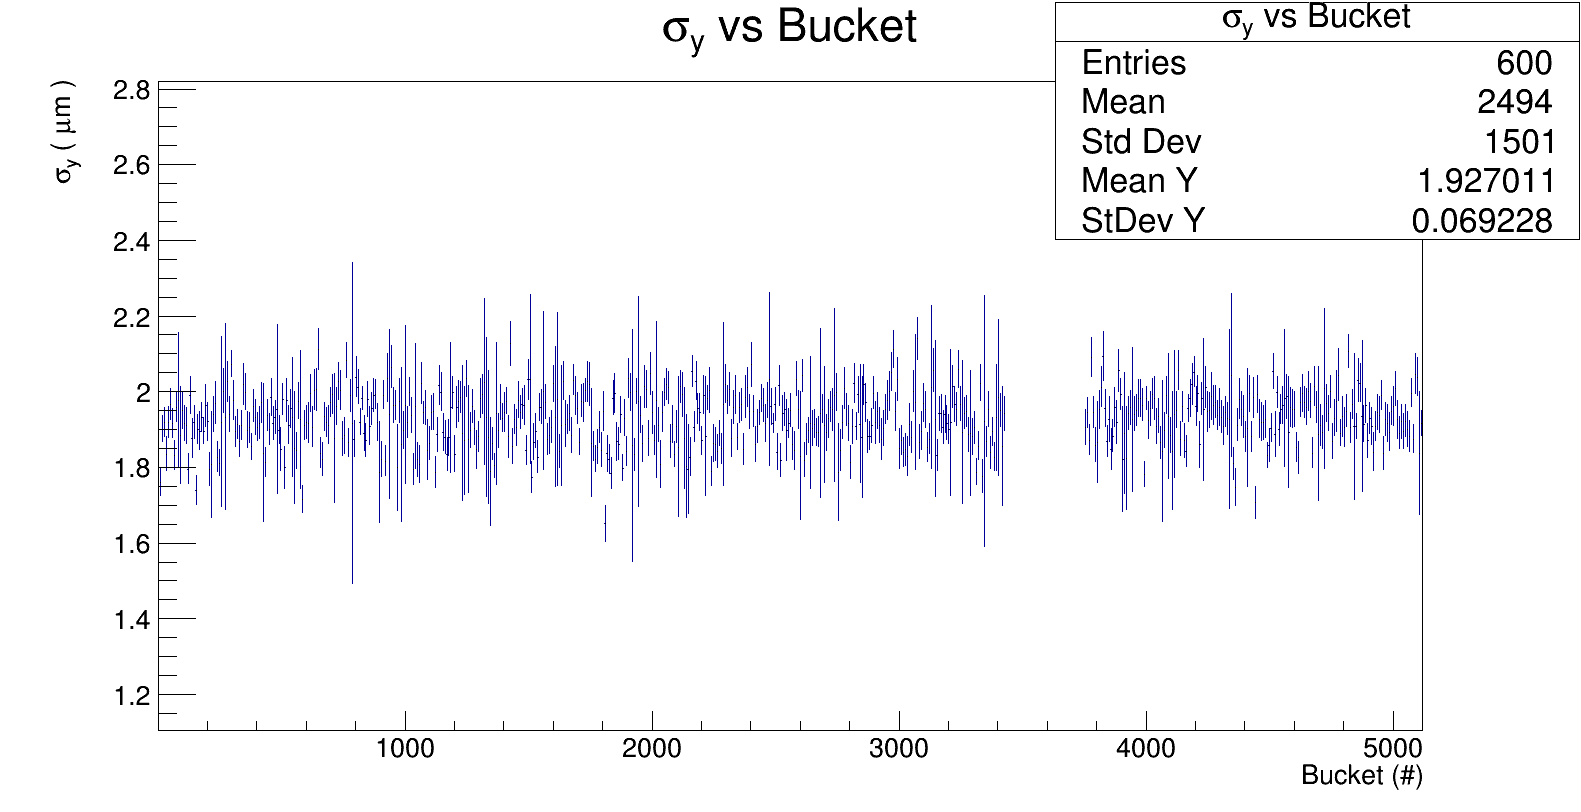 σy vs Bucket
σy vs Bucket
Entries 600
Mean 2494
Std Dev 1501
Mean Y 1.927011
StDev Y 0.069228
σy ( μm )
2.8
2.6
2.4
2.2
2
1.8
1.6
1.4
1.2
1000 2000 3000 4000 5000
Bucket (#)